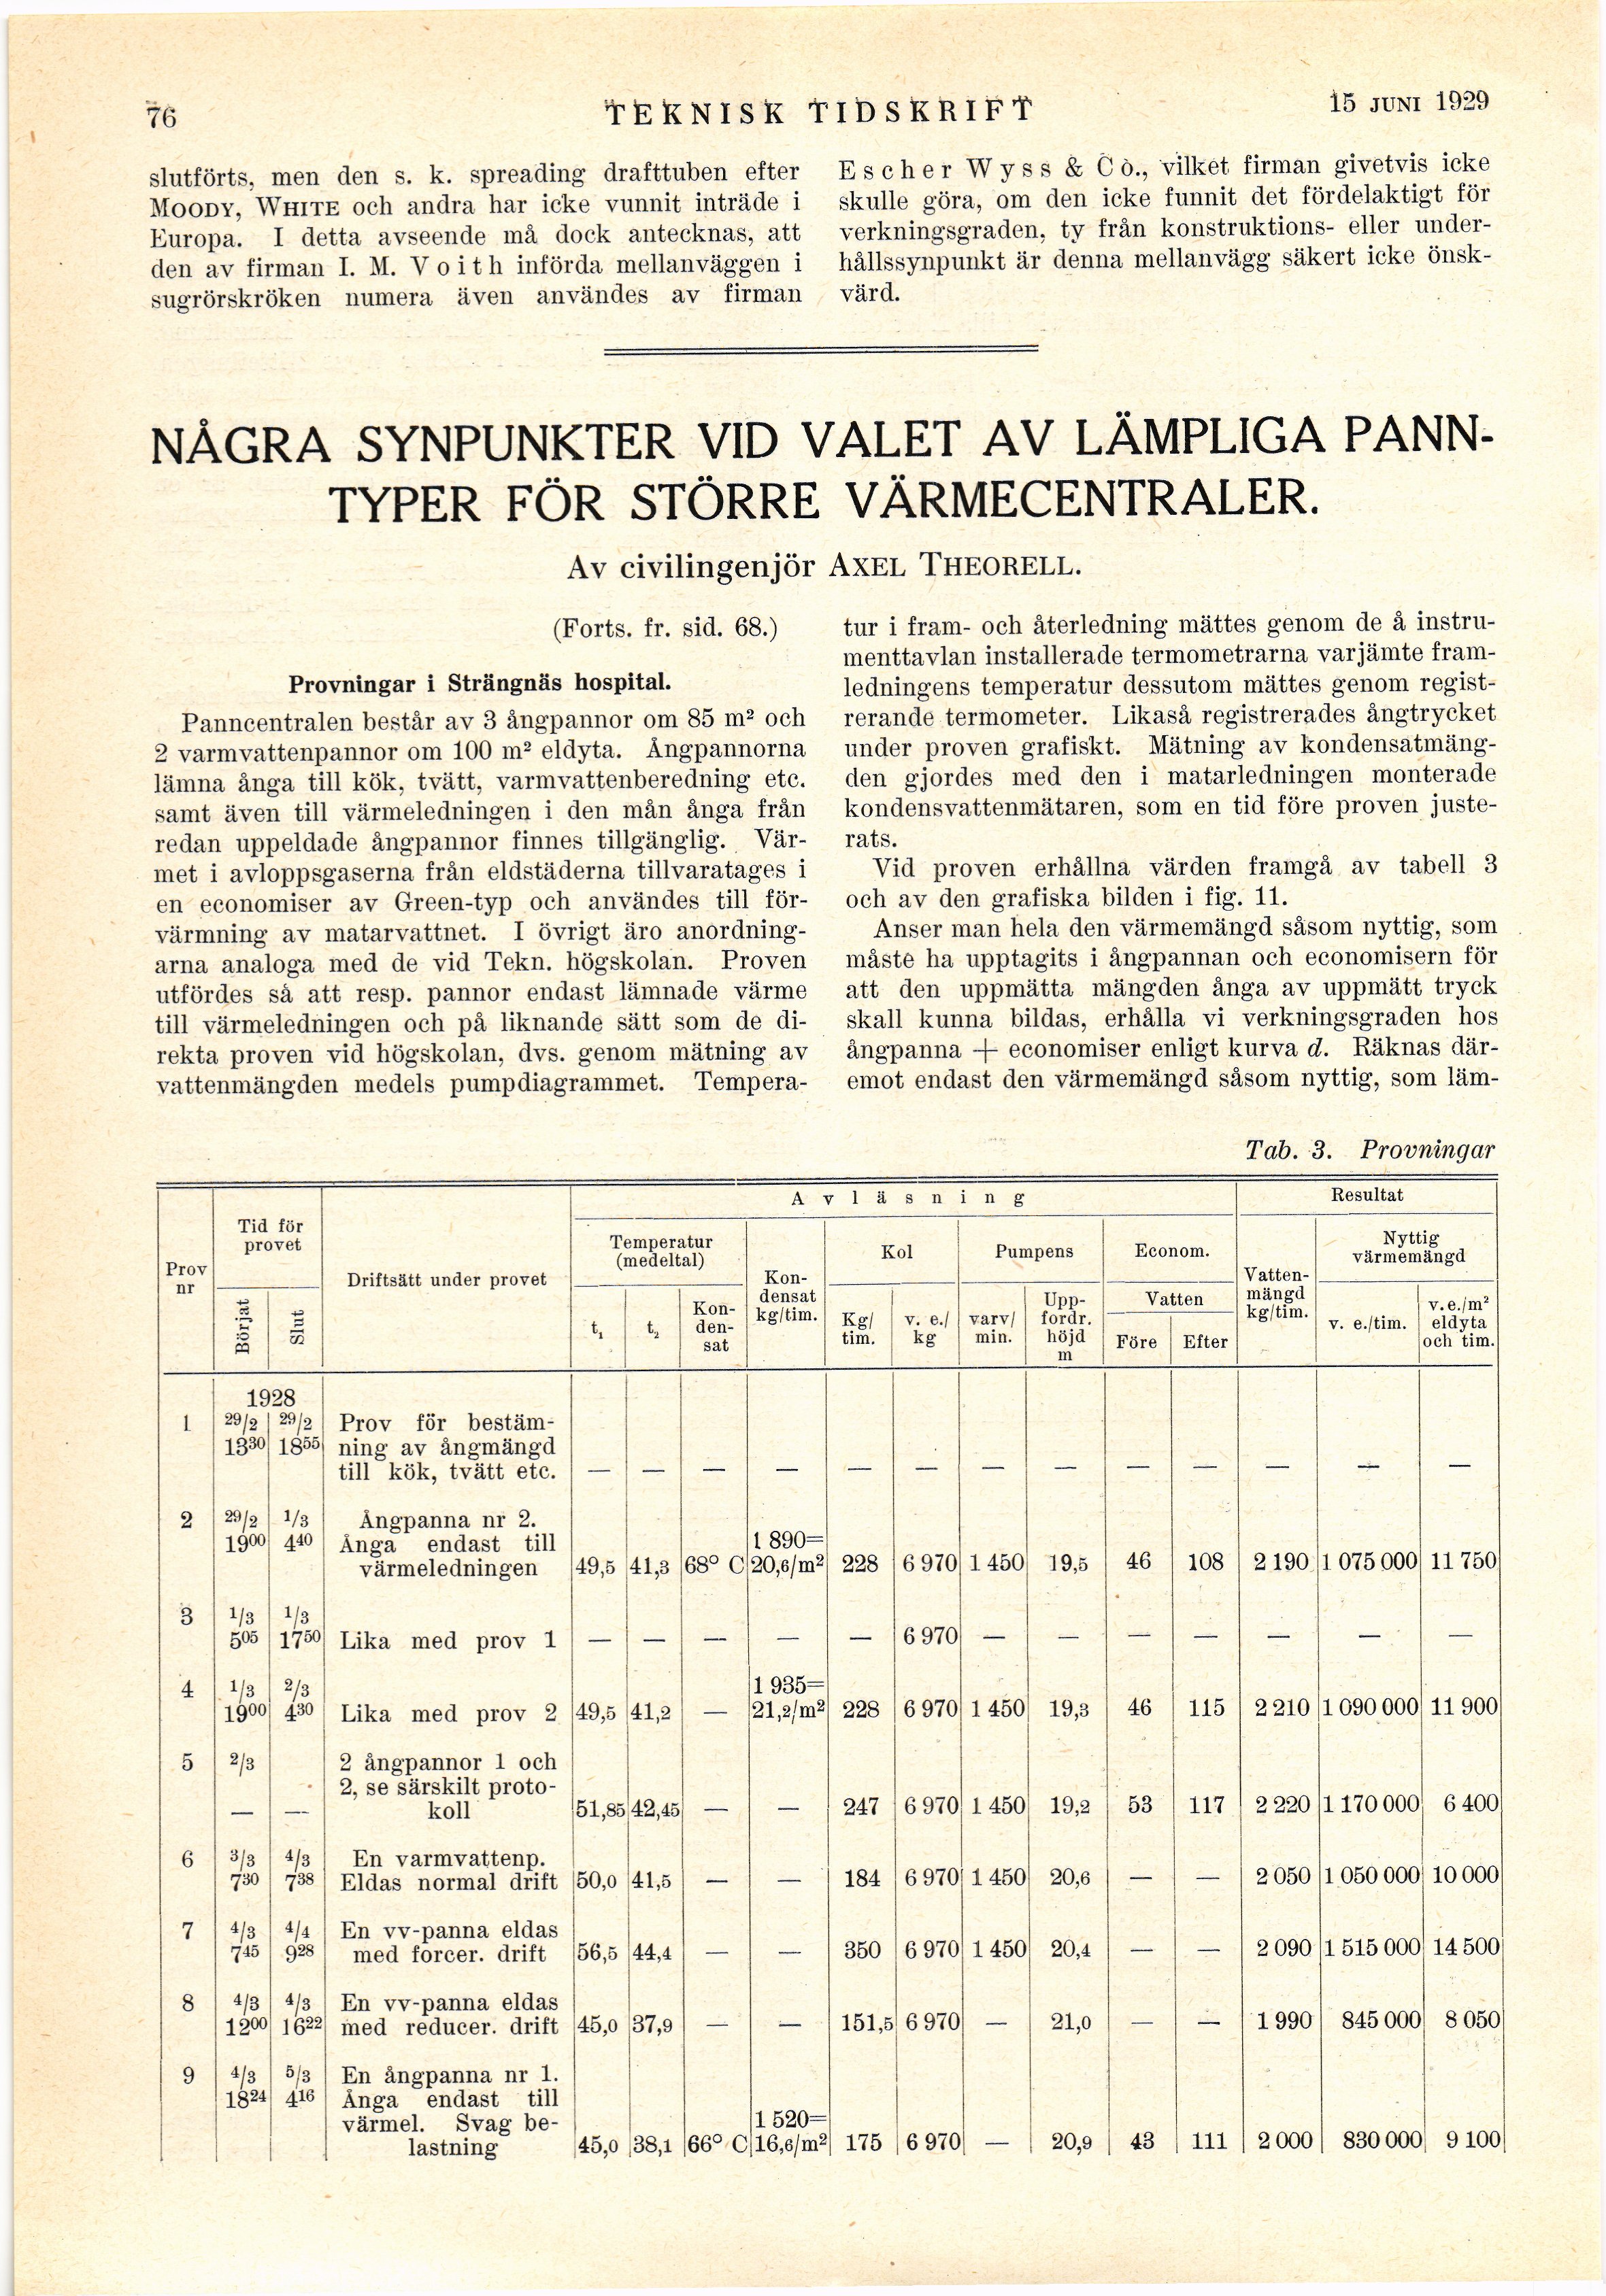 76
TEKNISK TIDSKRIFT
15 JUNI 1929
slutförts, men den s. k. spreading drafttuben efter
MOODY, WHITE och andra har icke vunnit inträde i
Europa. I detta avseende må dock antecknas, att
den av firman I. M. Voith införda mellanväggen i
sugrörskröken numera även användes av firman
Escher Wyss & Co., vilket firman givetvis icke
skulle göra, om den icke funnit det fördelaktigt för
verkningsgraden, ty från konstruktions- eller under-
hållssynpunkt är denna mellanvägg säkert icke önsk-
värd.
NÅGRA SYNPUNKTER VID VALET AV LÄMPLIGA PANN-
TYPER FÖR STÖRRE VÄRMECENTRALER.
Av civilingenjör AXEL THEORELL.
(Forts. fr. sid. 68.)
Provningar i Strängnäs hospital.
Panncentralen består av 3 ångpannor om 85 m² och
2 varmvattenpannor om 100 m² eldyta. Ångpannorna
lämna ånga till kök, tvätt, varmvattenberedning etc.
samt även till värmeledningen i den mån ånga från
redan uppeldade ångpannor finnes tillgänglig. Vär-
met i avloppsgaserna från eldstäderna tillvaratages i
en economiser av Green-typ och användes till för-
värmning av matarvattnet. I övrigt äro anordning-
arna analoga med de vid Tekn. högskolan. Proven
utfördes så att resp. pannor endast lämnade värme
till värmeledningen och på liknande sätt som de di-
rekta proven vid högskolan, dvs. genom mätning av
vattenmängden medels pumpdiagrammet. Tempera-
tur i fram- och återledning mättes genom de å instru-
menttavlan installerade termometrarna varjämte fram-
ledningens temperatur dessutom mättes genom regist-
rerande termometer. Likaså registrerades ångtrycket
under proven grafiskt. Mätning av kondensatmäng-
den gjordes med den i matarledningen monterade
kondensvattenmätaren, som en tid före proven juste-
rats.
Vid proven erhållna värden framgå av tabell 3
och av den grafiska bilden i fig. 11.
Anser man hela den värmemängd såsom nyttig, som
måste ha upptagits i ångpannan och economisern för
att den uppmätta mängden ånga av uppmätt tryck
skall kunna bildas, erhålla vi verkningsgraden hos
ångpanna + economiser enligt kurva d. Räknas där-
emot endast den värmemängd såsom nyttig, som läm-
Tab. 3. Provningar
Prov nr
Tid för provet
Börjat
Slut
Driftsätt under provet
Avläsning
Temperatur (medeltal)
t₁
t₂
Kon-densat
Kon-densat kg/tim.
Kol
Kg/tim.
v. e./kg
Pumpens
varv/min.
Upp-fordr. höjd m
Econom.
Vatten
Före
Efter
Resultat
Vatten-mängd kg/tim.
Nyttig värmemängd
v. e./tim.
v.e./m² eldyta och tim.
1928
1 29/2 29/2 Prov för bestäm-
13³⁰ 18⁵⁵ ning av ångmängd
till kök, tvätt etc. — — — — — — — — — — — — —
2 29/2 1/3 Ångpanna nr 2.
19⁰⁰ 4⁴⁰ Ånga endast till 1 890=
värmeledningen 49,5 41,3 68° C 20,6/m² 228 6 970 1 450 19,5 46 108 2 190 1 075 000 11 750
3 1/3 1/3
5⁰⁵ 17⁵⁰ Lika med prov 1 — — — — — 6 970 — — — — — — —
4 1/3 2/3 1 935=
19⁰⁰ 4³⁰ Lika med prov 2 49,5 41,2 — 21,2/m² 228 6 970 1 450 19,3 46 115 2 210 1 090 000 11 900
5 2/3 2 ångpannor 1 och
2, se särskilt proto-
— — koll 51,85 42,45 — — 247 6 970 1 450 19,2 53 117 2 220 1 170 000 6 400
6 3/3 4/3 En varmvattenp.
7³⁰ 7³⁸ Eldas normal drift 50,0 41,5 — — 184 6 970 1 450 20,6 — — 2 050 1 050 000 10 000
7 4/3 4/4 En vv-panna eldas
7⁴⁵ 9²⁸ med forcer. drift 56,5 44,4 — — 350 6 970 1 450 20,4 — — 2 090 1 515 000 14 500
8 4/3 4/3 En vv-panna eldas
12⁰⁰ 16²² med reducer. drift 45,0 37,9 — — 151,5 6 970 — 21,0 — — 1 990 845 000 8 050
9 4/3 5/3 En ångpanna nr 1.
18²⁴ 4¹⁶ Ånga endast till
värmel. Svag be- 1 520=
lastning 45,0 38,1 66° C 16,6/m² 175 6 970 — 20,9 43 111 2 000 830 000 9 100